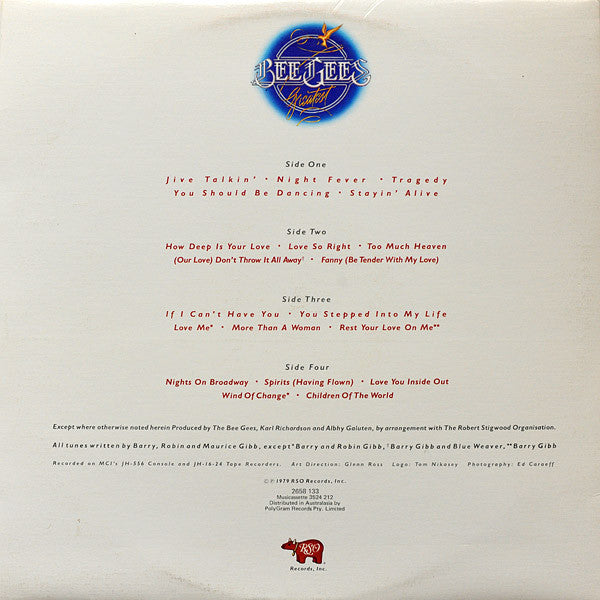 BEE GEES
Greatest
Side One
Jive Talkin' • Night Fever • Tragedy
You Should Be Dancing • Stayin' Alive
Side Two
How Deep Is Your Love • Love So Right • Too Much Heaven
(Our Love) Don't Throw It All Away† • Fanny (Be Tender With My Love)
Side Three
If I Can't Have You • You Stepped Into My Life
Love Me* • More Than A Woman • Rest Your Love On Me**
Side Four
Nights On Broadway • Spirits (Having Flown) • Love You Inside Out
Wind Of Change* • Children Of The World
Except where otherwise noted herein Produced by The Bee Gees, Karl Richardson and Albhy Galuten, by arrangement with The Robert Stigwood Organisation.
All tunes written by Barry, Robin and Maurice Gibb, except *Barry and Robin Gibb, †Barry Gibb and Blue Weaver, **Barry Gibb
Recorded on MCI's JH-556 Console and JH-16-24 Tape Recorders. Art Direction: Glenn Ross Logo: Tom Nikosey Photography: Ed Caraeff
© ℗ 1979 RSO Records, Inc.
2658 133
Musicassette 3524 212
Distributed in Australasia by
PolyGram Records Pty. Limited
RSO
Records, Inc.